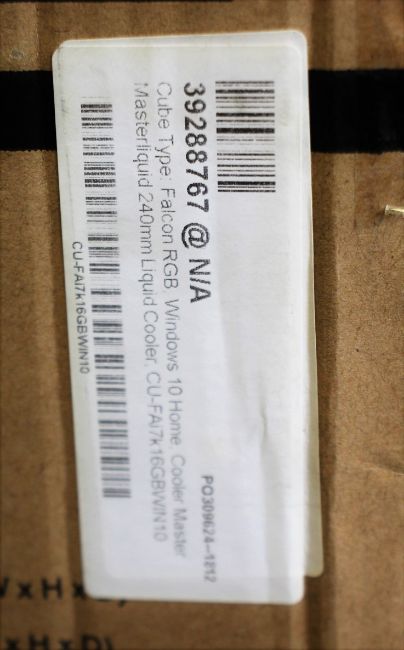 39288767 @ N/A
Cube Type: Falcon RGB, Windows 10 Home, Cooler Master
Masterliquid 240mm Liquid Cooler, CU-FAi7k16GBWIN10
CU-FAi7k16GBWIN10
PO309624-1812
x H x
x H x D)